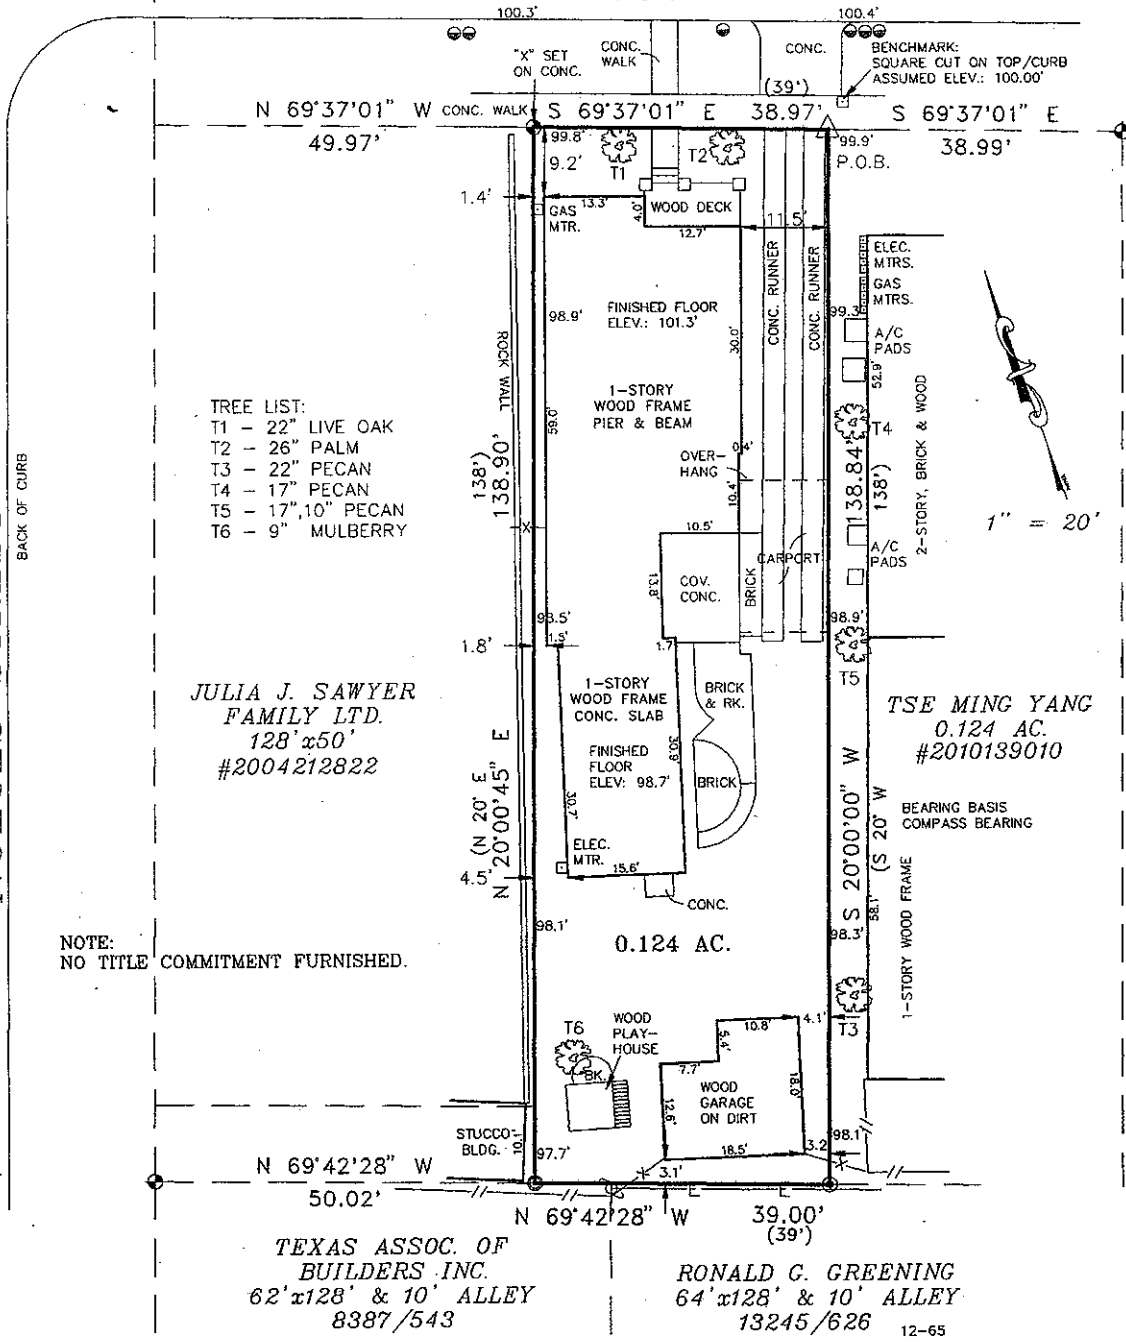 100.3'
100.4'
"X" SET
ON CONC.
CONC.
WALK
CONC.
BENCHMARK:
SQUARE CUT ON TOP/CURB
ASSUMED ELEV.: 100.00'
(39')
N 69°37'01" W
CONC. WALK
S 69°37'01" E
38.97'
S 69°37'01" E
49.97'
99.8'
99.9'
38.99'
P.O.B.
9.2'
T1
T2
1.4'
13.3'
4.0'
WOOD DECK
GAS
MTR.
12.7'
11.5'
ELEC.
MTRS.
GAS
MTRS.
CONC. RUNNER
CONC. RUNNER
98.9'
FINISHED FLOOR
ELEV.: 101.3'
99.3'
30.0'
A/C
PADS
52.9'
ROCK WALL
1-STORY
WOOD FRAME
PIER & BEAM
59.0'
TREE LIST:
T1 - 22" LIVE OAK
T2 - 26" PALM
T3 - 22" PECAN
T4 - 17" PECAN
T5 - 17",10" PECAN
T6 - 9" MULBERRY
T4
2-STORY, BRICK & WOOD
138')
138.90'
0.4'
OVER-
HANG
10.4'
138.84'
138')
1" = 20'
BACK OF CURB
X
10.5'
CARPORT
A/C
PADS
13.8'
COV.
CONC.
BRICK
98.5'
98.9'
1.8'
1.5'
1.7'
T5
JULIA J. SAWYER
FAMILY LTD.
128'x50'
#2004212822
1-STORY
WOOD FRAME
CONC. SLAB
BRICK
& RK.
TSE MING YANG
0.124 AC.
#2010139010
FINISHED
FLOOR
ELEV: 98.7'
30.9'
BRICK
30.7'
(N 20° E
N 20°00'45" E
S 20°00'00" W
(S 20° W
BEARING BASIS
COMPASS BEARING
ELEC.
MTR.
15.6'
4.5'
CONC.
58.1'
1-STORY WOOD FRAME
98.1'
98.3'
0.124 AC.
NOTE:
NO TITLE COMMITMENT FURNISHED.
T6
WOOD
PLAY-
HOUSE
BK.
10.8'
4.1'
T3
5.4'
7.7'
WOOD
GARAGE
ON DIRT
18.0'
12.6'
STUCCO
BLDG.
10.1'
97.7'
18.5'
3.2'
98.1'
3.1'
N 69°42'28" W
50.02'
E
E
N 69°42'28" W
39.00'
(39')
TEXAS ASSOC. OF
BUILDERS INC.
62'x128' & 10' ALLEY
8387/543
RONALD G. GREENING
64'x128' & 10' ALLEY
13245/626
12-65